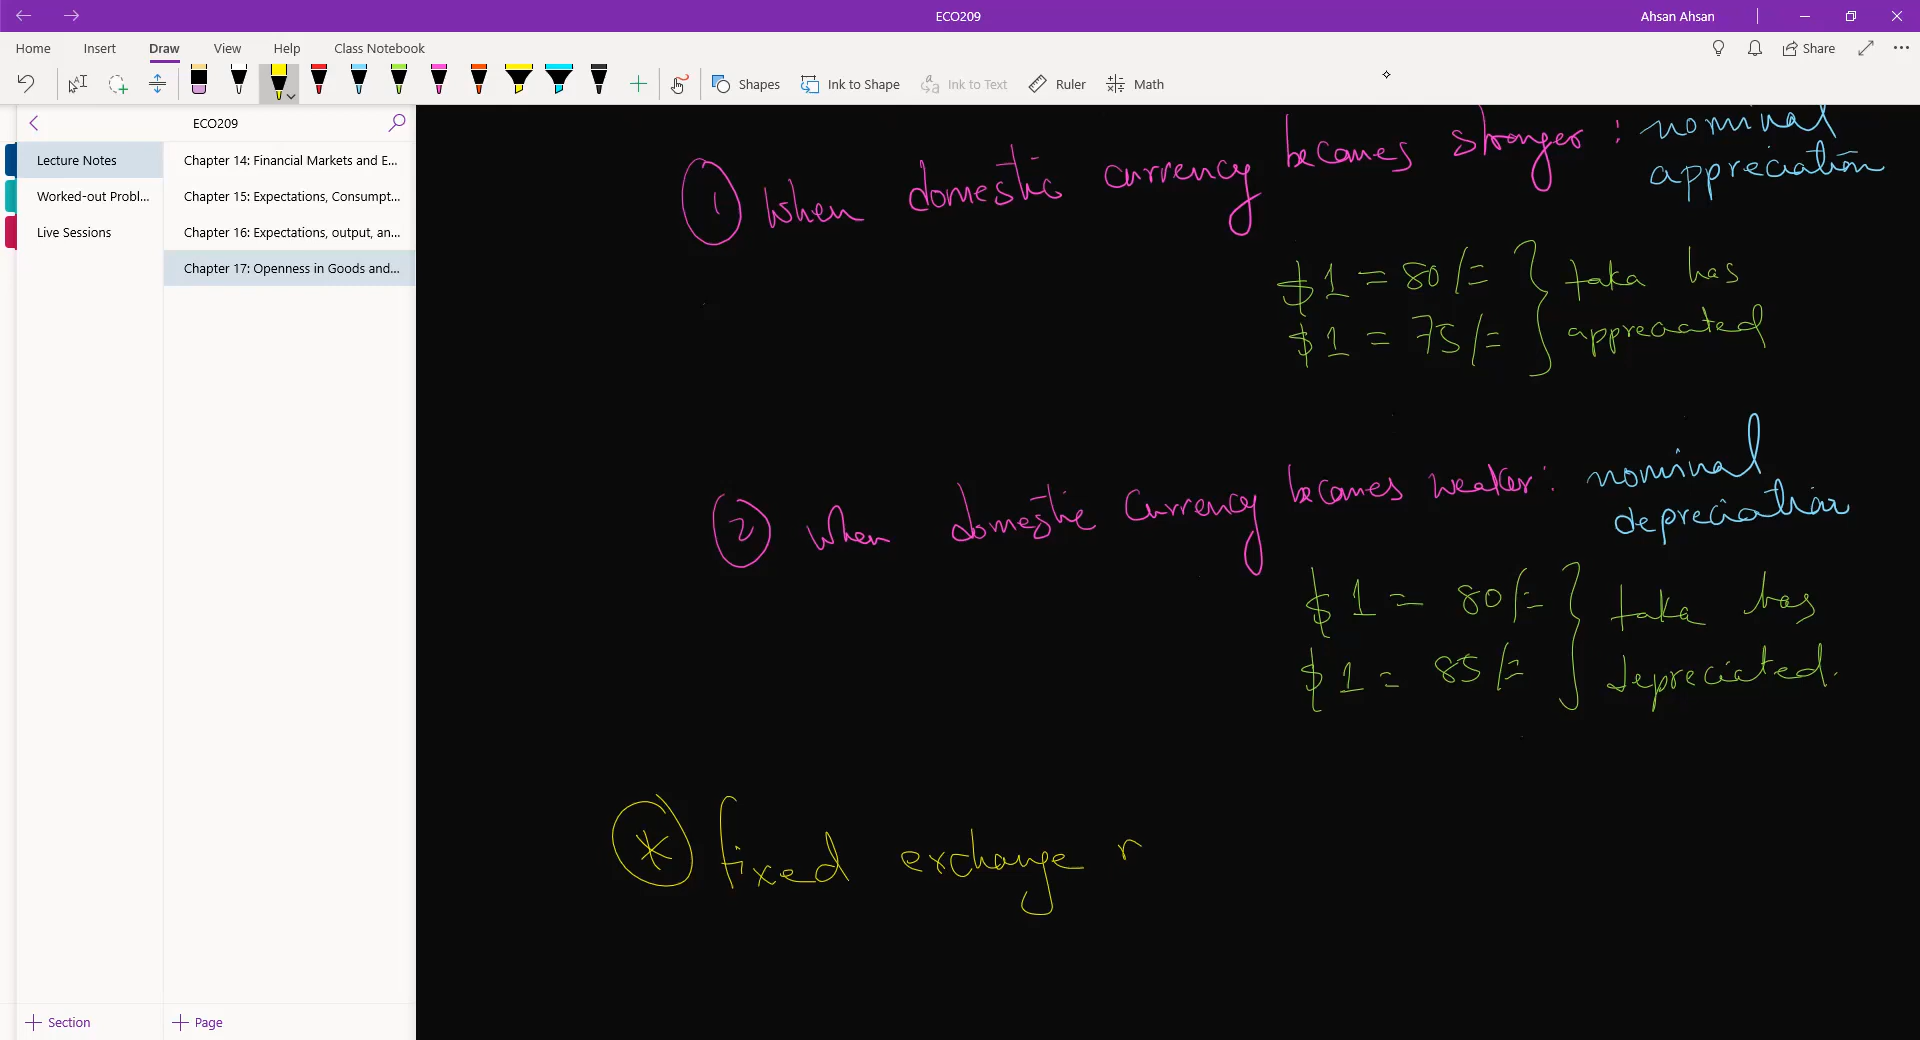 ECO209
Ahsan Ahsan
Home Insert Draw View Help Class Notebook
Share
Shapes Ink to Shape Ink to Text Ruler Math
ECO209
Lecture Notes
Worked-out Probl...
Live Sessions
Chapter 14: Financial Markets and E...
Chapter 15: Expectations, Consumpt...
Chapter 16: Expectations, output, an...
Chapter 17: Openness in Goods and...
① When domestic currency becomes stronger : nominal
appreciation
$1 = 80/= } taka has
$1 = 75/= appreciated
② When domestic currency becomes weaker : nominal
depreciation
$1 = 80/= } taka has
$1 = 85/= depreciated.
* fixed exchange r
+ Section
+ Page